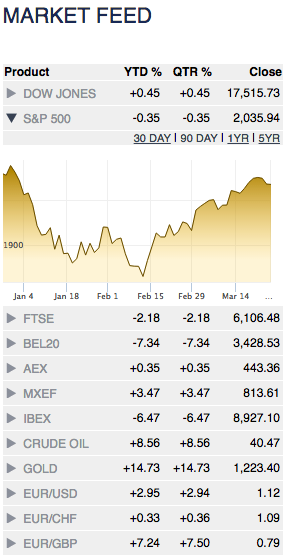 MARKET FEED
Product YTD % QTR % Close
DOW JONES +0.45 +0.45 17,515.73
S&P 500 -0.35 -0.35 2,035.94
30 DAY | 90 DAY | 1YR | 5YR
1900
Jan 4 Jan 18 Feb 1 Feb 15 Feb 29 Mar 14 ...
FTSE -2.18 -2.18 6,106.48
BEL20 -7.34 -7.34 3,428.53
AEX +0.35 +0.35 443.36
MXEF +3.47 +3.47 813.61
IBEX -6.47 -6.47 8,927.10
CRUDE OIL +8.56 +8.56 40.47
GOLD +14.73 +14.73 1,223.40
EUR/USD +2.95 +2.94 1.12
EUR/CHF +0.33 +0.36 1.09
EUR/GBP +7.24 +7.50 0.79